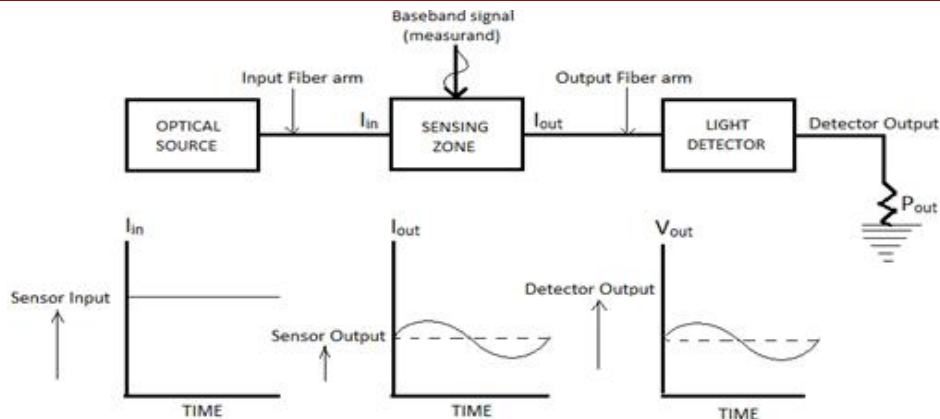 Baseband signal
(measurand)
Input Fiber arm
Output Fiber arm
OPTICAL
SOURCE
Iin
SENSING
ZONE
Iout
LIGHT
DETECTOR
Detector Output
Pout
Iin
Iout
Vout
Sensor Input
Sensor Output
Detector Output
TIME
TIME
TIME